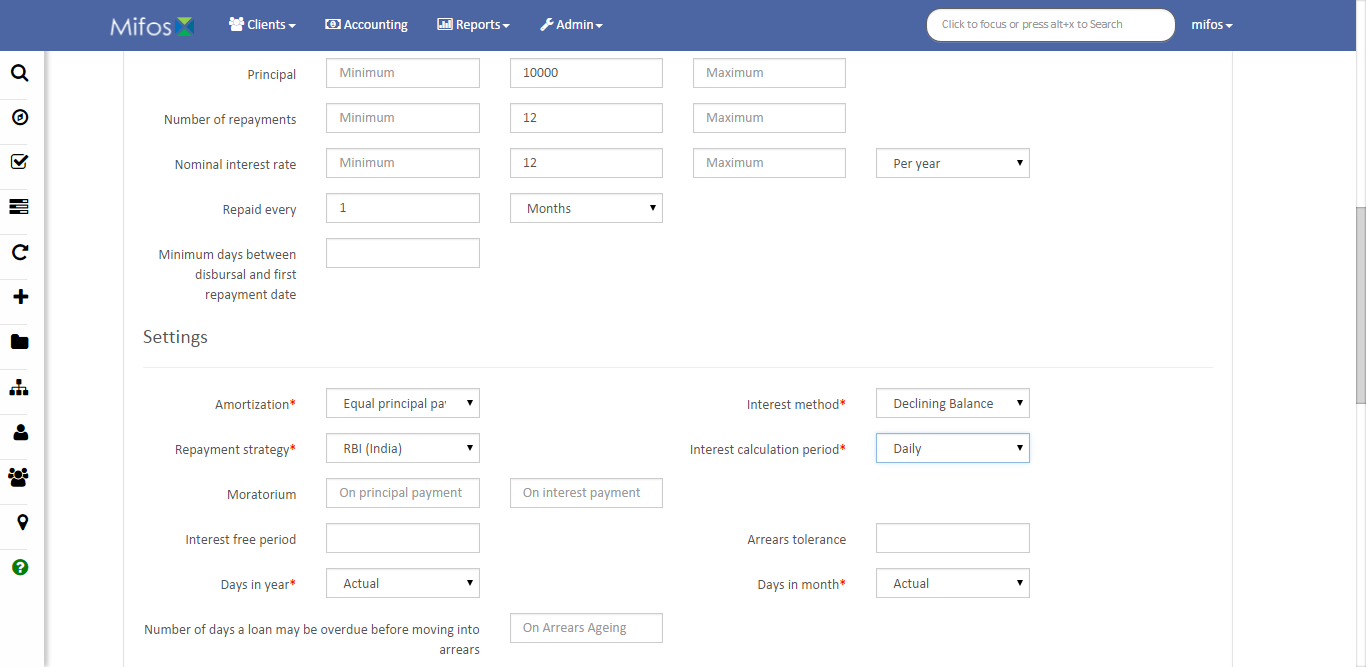 Mifos Clients Accounting Reports Admin Click to focus or press alt+x to Search mifos
Principal Minimum 10000 Maximum
Number of repayments Minimum 12 Maximum
Nominal interest rate Minimum 12 Maximum Per year
Repaid every 1 Months
Minimum days between
disbursal and first
repayment date
Settings
Amortization* Equal principal pa Interest method* Declining Balance
Repayment strategy* RBI (India) Interest calculation period* Daily
Moratorium On principal payment On interest payment
Interest free period Arrears tolerance
Days in year* Actual Days in month* Actual
Number of days a loan may be overdue before moving into On Arrears Ageing
arrears